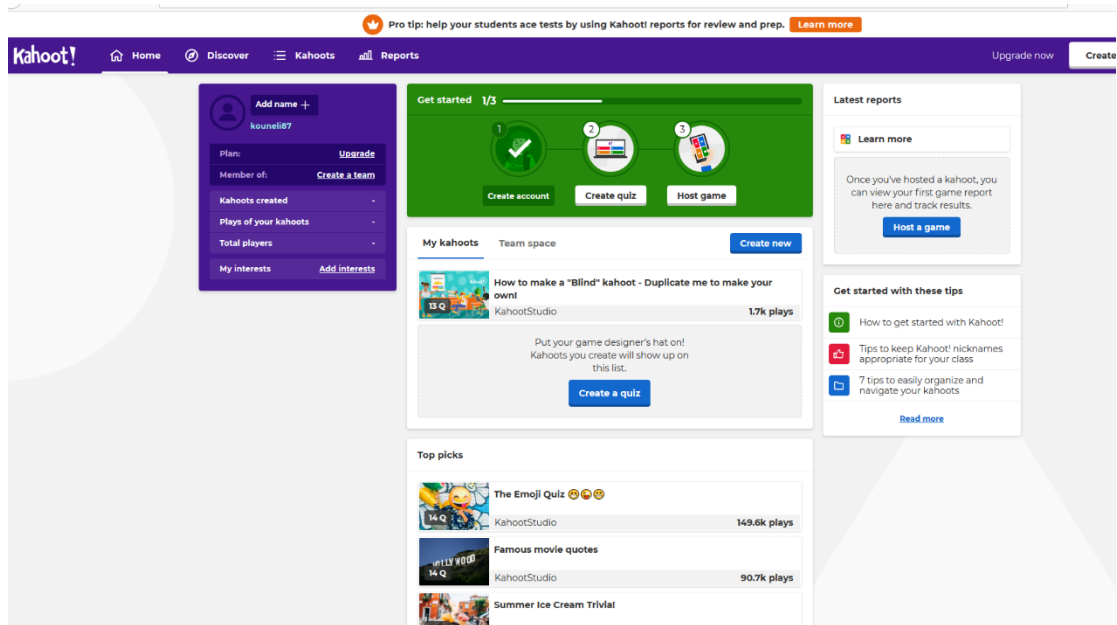 Pro tip: help your students ace tests by using Kahoot! reports for review and prep. Learn more
Kahoot! Home Discover Kahoots Reports Upgrade now Create
Add name +
kouneli87
Plan: Upgrade
Member of: Create a team
Kahoots created -
Plays of your kahoots -
Total players -
My interests Add interests
Get started 1/3
1 2 3
Create account Create quiz Host game
My kahoots Team space Create new
How to make a "Blind" kahoot - Duplicate me to make your
own!
13 Q
KahootStudio 1.7k plays
Put your game designer's hat on!
Kahoots you create will show up on
this list.
Create a quiz
Top picks
The Emoji Quiz 😬😜😁
14 Q
KahootStudio 149.6k plays
Famous movie quotes
14 Q
KahootStudio 90.7k plays
Summer Ice Cream Trivia!
Latest reports
Learn more
Once you've hosted a kahoot, you
can view your first game report
here and track results.
Host a game
Get started with these tips
How to get started with Kahoot!
Tips to keep Kahoot! nicknames
appropriate for your class
7 tips to easily organize and
navigate your kahoots
Read more